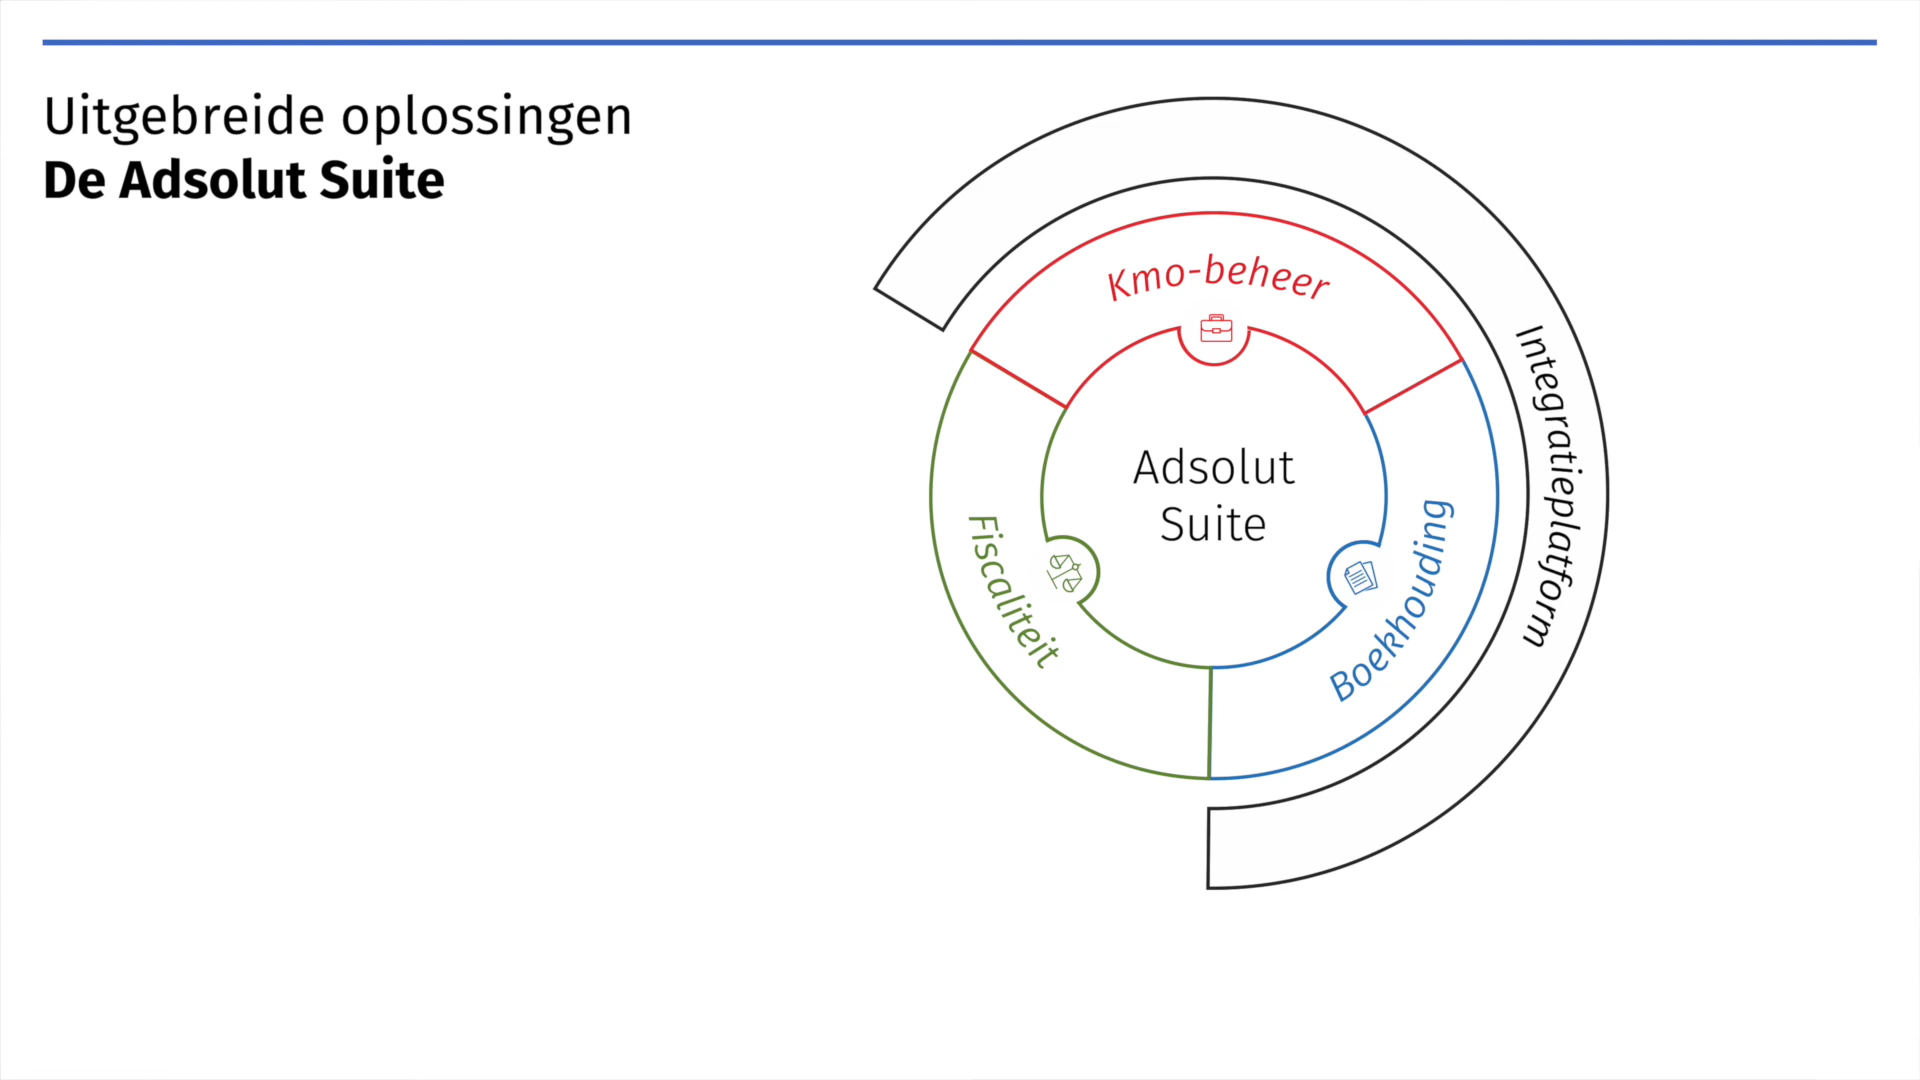 Uitgebreide oplossingen
De Adsolut Suite
Kmo-beheer
Integratieplatform
Adsolut
Suite
Fiscaliteit
Boekhouding